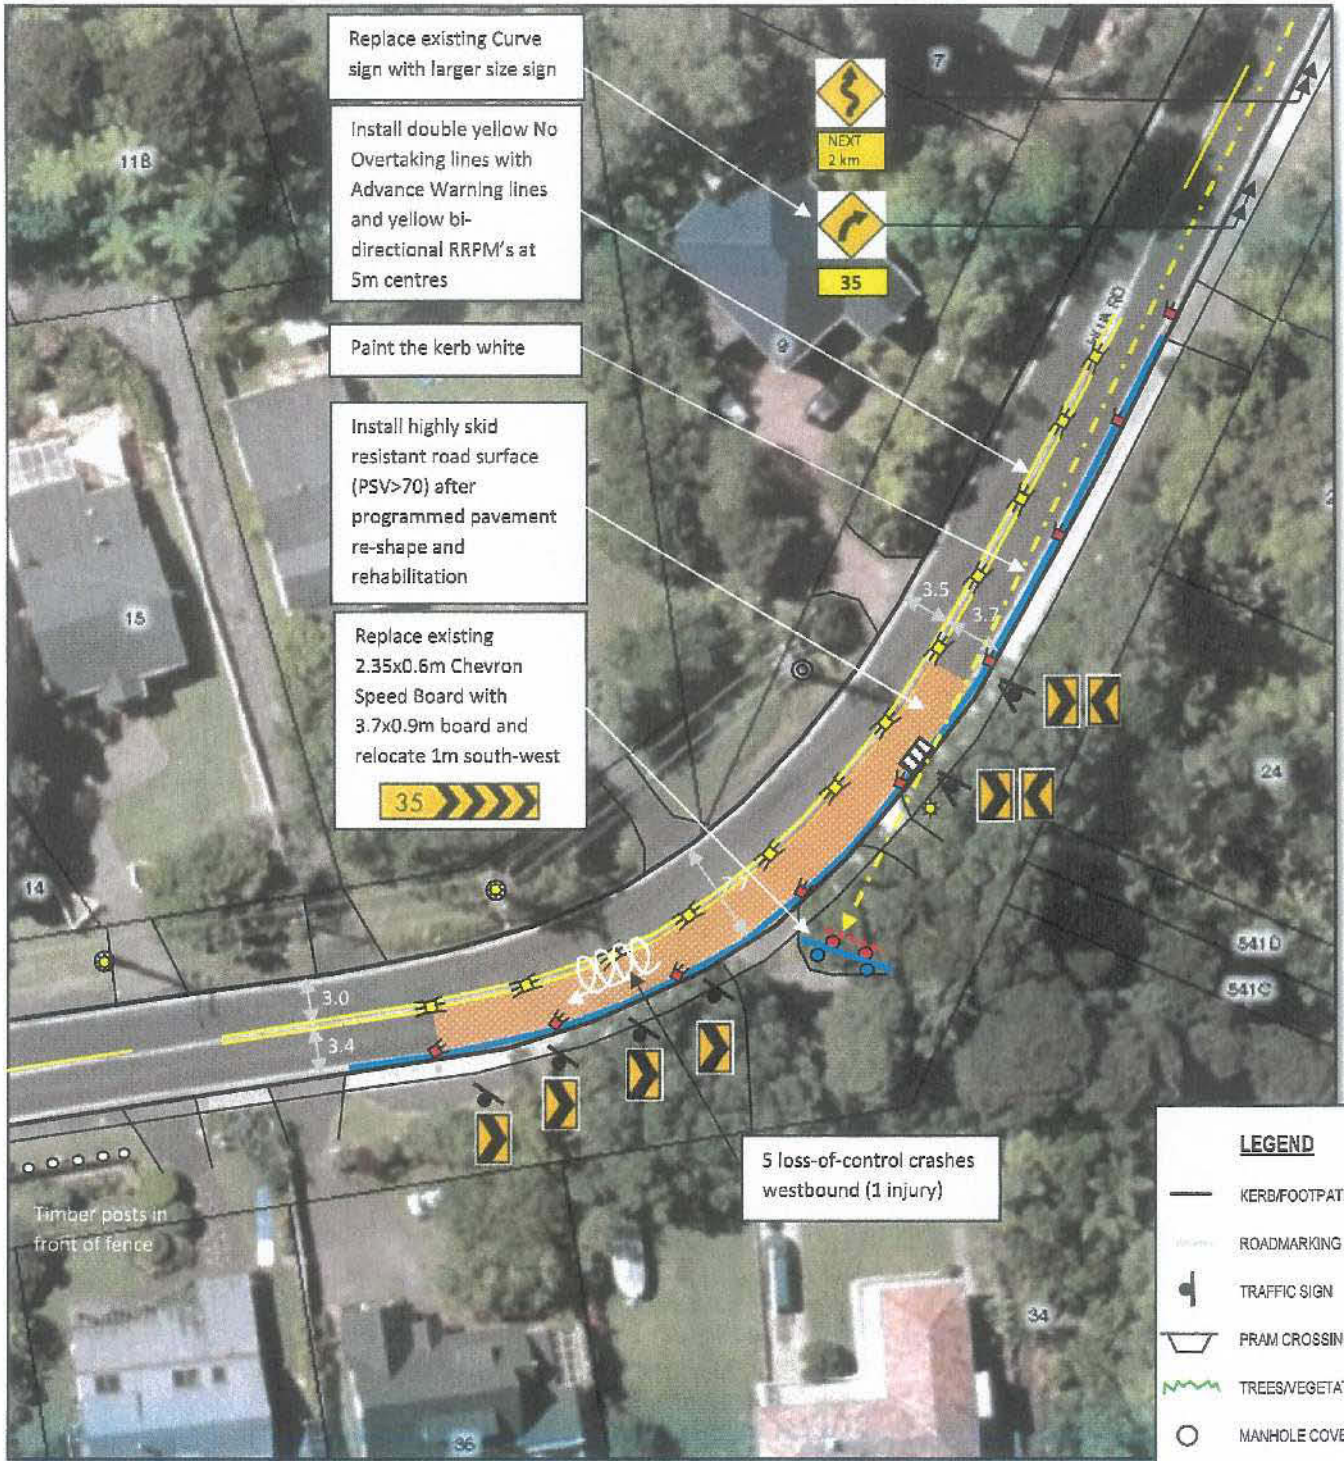 Replace existing Curve
sign with larger size sign
Install double yellow No
Overtaking lines with
Advance Warning lines
and yellow bi-
directional RRPM's at
5m centres
Paint the kerb white
Install highly skid
resistant road surface
(PSV>70) after
programmed pavement
re-shape and
rehabilitation
Replace existing
2.35x0.6m Chevron
Speed Board with
3.7x0.9m board and
relocate 1m south-west
35
NEXT
2 km
35
7
11B
9
15
14
3.5
3.7
24
541D
541C
3.0
3.4
5 loss-of-control crashes
westbound (1 injury)
Timber posts in
front of fence
34
36
LEGEND
KERB/FOOTPAT
ROADMARKING
TRAFFIC SIGN
PRAM CROSSIN
TREES/VEGETAT
MANHOLE COVE